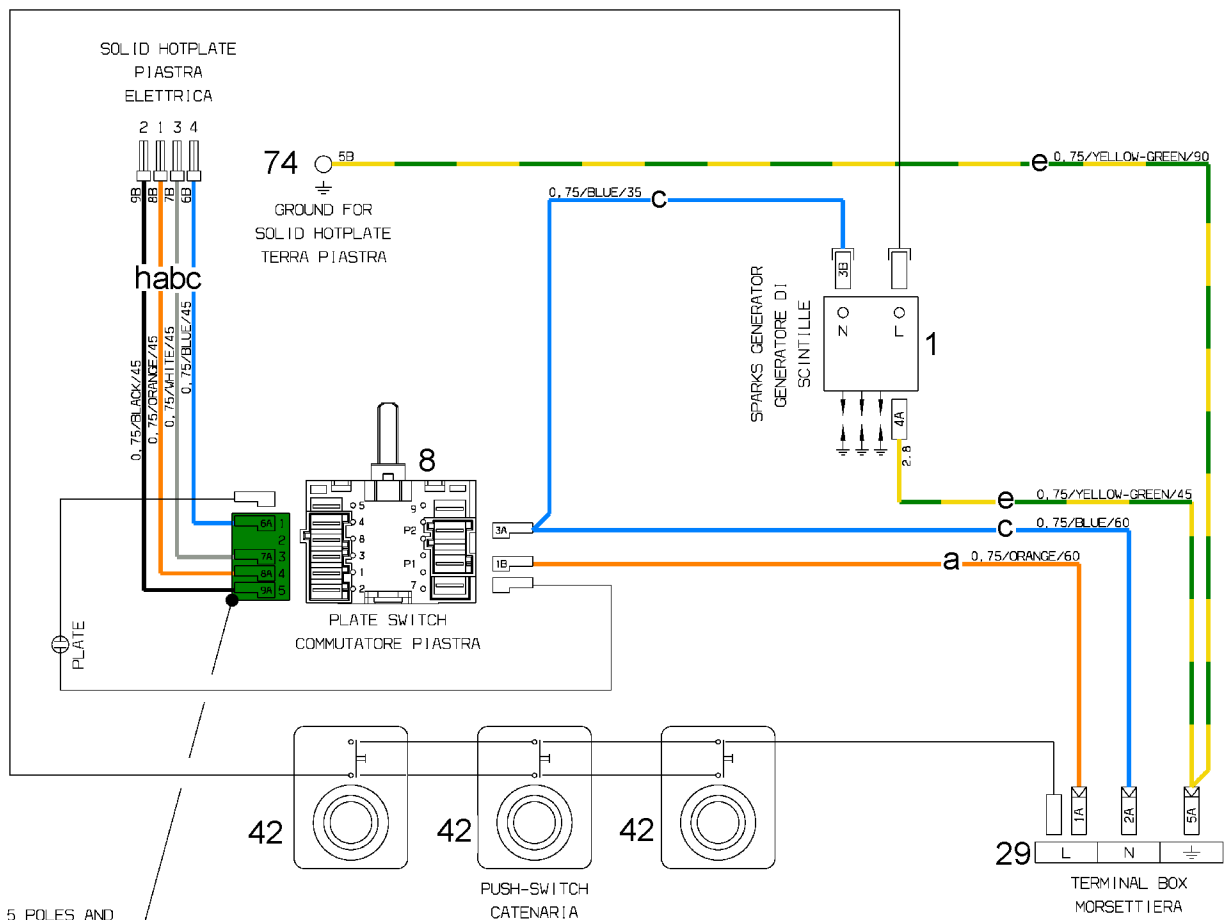 SOLID HOTPLATE
PIASTRA
ELETTRICA
2 1 3 4
9B 8B 7B 6B
habc
0,75/BLACK/45
0,75/ORANGE/45
0,75/WHITE/45
0,75/BLUE/45
74
5B
GROUND FOR
SOLID HOTPLATE
TERRA PIASTRA
e 0,75/YELLOW-GREEN/90
0,75/BLUE/35 c
SPARKS GENERATOR
GENERATORE DI
SCINTILLE
3B
N L
1
4A
2.8
e 0,75/YELLOW-GREEN/45
c 0,75/BLUE/60
a 0,75/ORANGE/60
8
6A 1
2
7A 3
8A 4
9A 5
5
4
8
3
1
2
9
P2
P1
7
3A
1B
PLATE SWITCH
COMMUTATORE PIASTRA
PLATE
42
42
42
PUSH-SWITCH
CATENARIA
1A
2A
5A
29
L N
TERMINAL BOX
MORSETTIERA
5 POLES AND